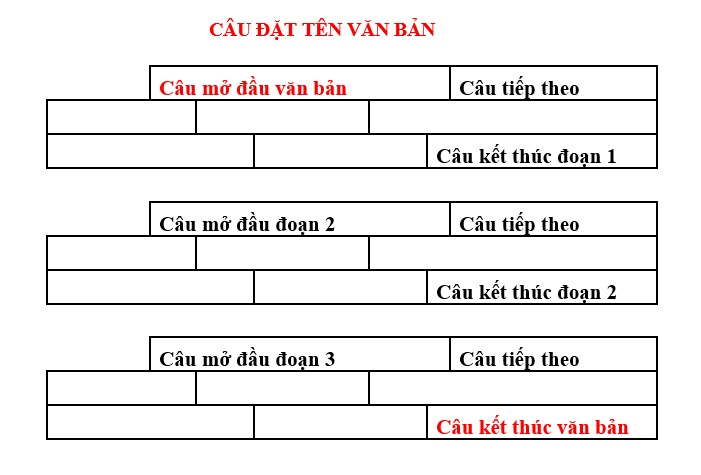 CÂU ĐẶT TÊN VĂN BẢN
Câu mở đầu văn bản Câu tiếp theo
Câu kết thúc đoạn 1
Câu mở đầu đoạn 2 Câu tiếp theo
Câu kết thúc đoạn 2
Câu mở đầu đoạn 3 Câu tiếp theo
Câu kết thúc văn bản